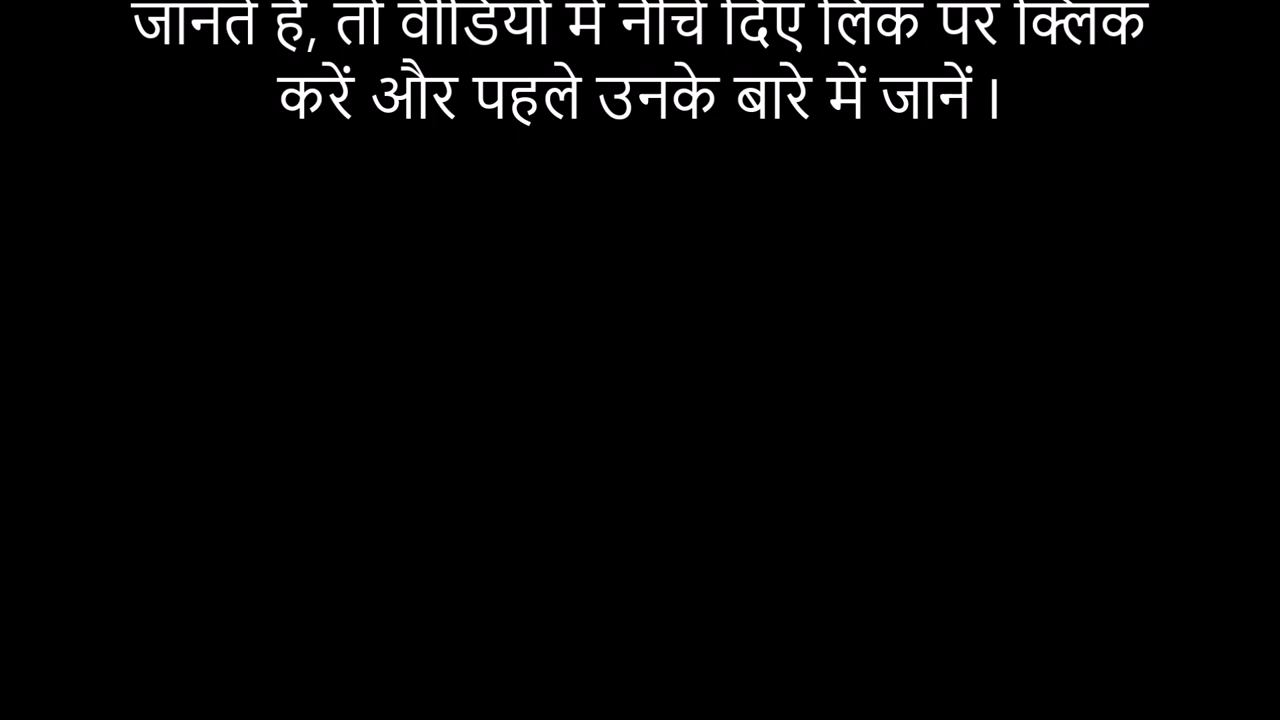 जानते हैं, तो वीडियो में नीचे दिए लिंक पर क्लिक
करें और पहले उनके बारे में जानें।